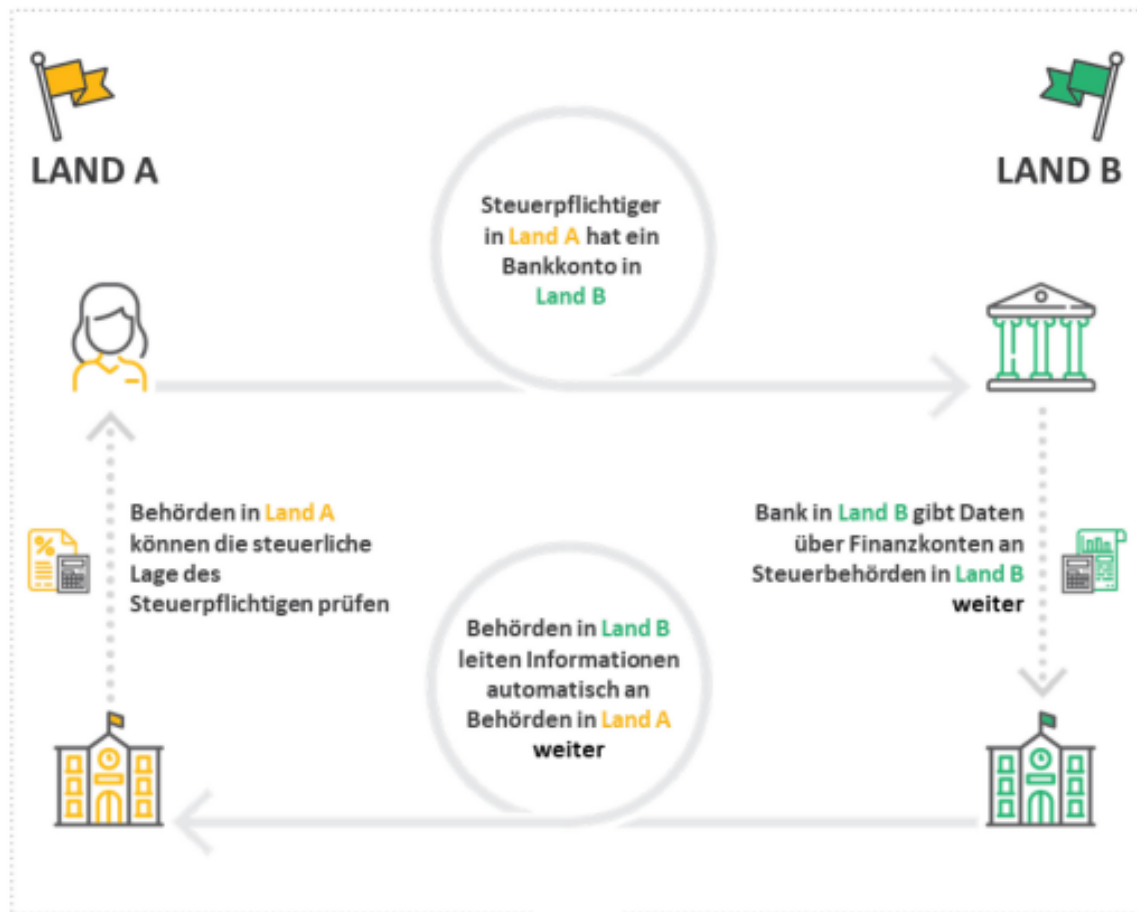 LAND A
LAND B
Steuerpflichtiger
in Land A hat ein
Bankkonto in
Land B
Behörden in Land A
können die steuerliche
Lage des
Steuerpflichtigen prüfen
Bank in Land B gibt Daten
über Finanzkonten an
Steuerbehörden in Land B
weiter
Behörden in Land B
leiten Informationen
automatisch an
Behörden in Land A
weiter
%